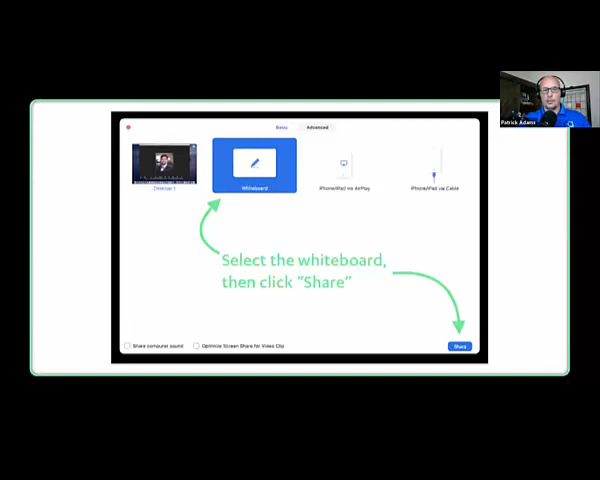 Basic Advanced
Patrick Adams
Desktop 1
Whiteboard
iPhone/iPad via AirPlay
iPhone/iPad via Cable
Select the whiteboard,
then click “Share”
Share computer sound
Optimize Screen Share for Video Clip
Share